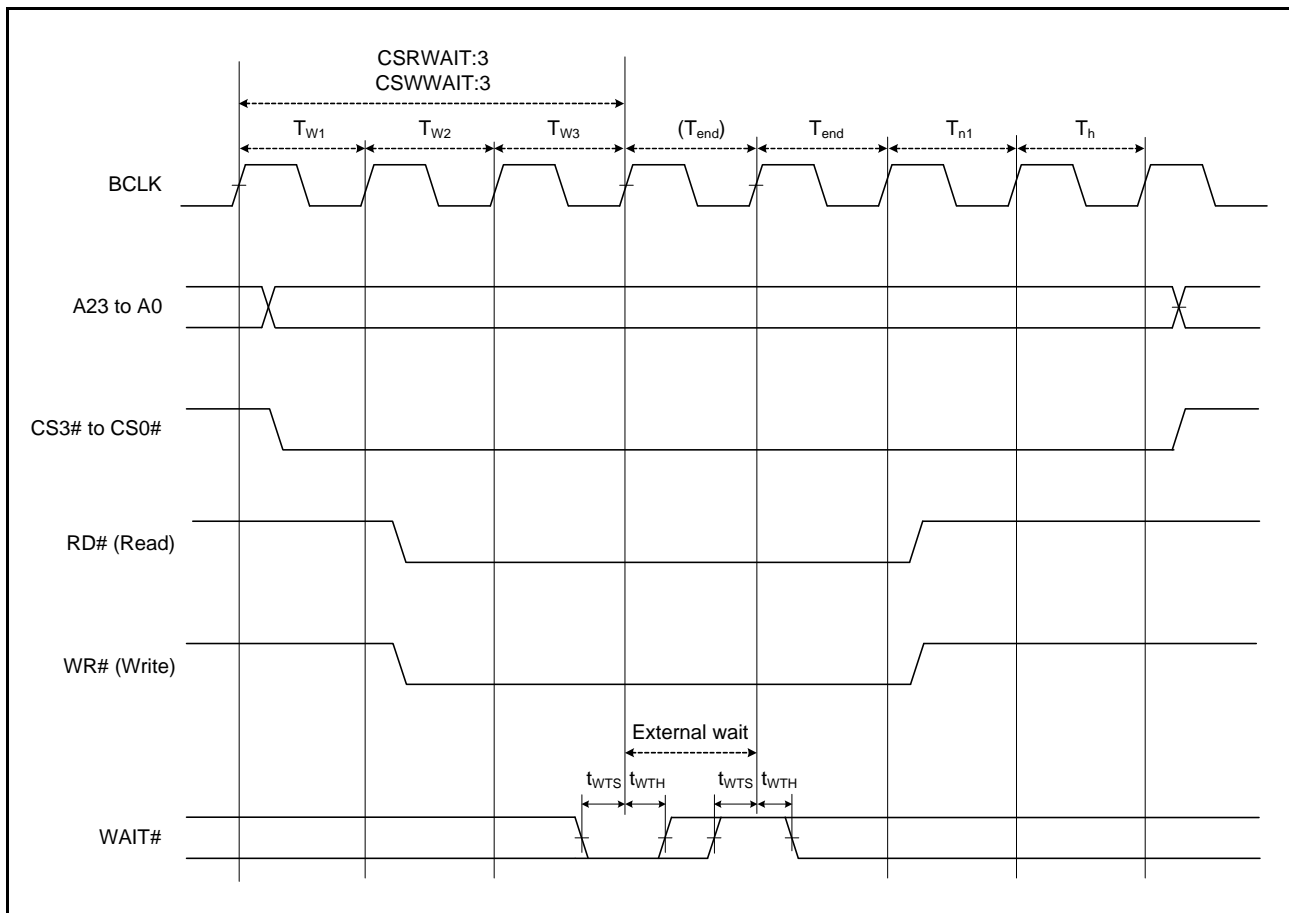 CSRWAIT:3
CSWWAIT:3
TW1 TW2 TW3 (Tend) Tend Tn1 Th
BCLK
A23 to A0
CS3# to CS0#
RD# (Read)
WR# (Write)
External wait
tWTS tWTH tWTS tWTH
WAIT#